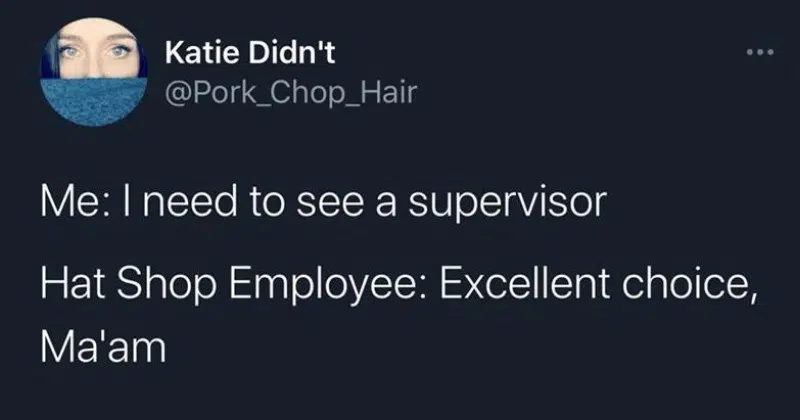 Katie Didn't
@Pork_Chop_Hair
Me: I need to see a supervisor
Hat Shop Employee: Excellent choice,
Ma'am